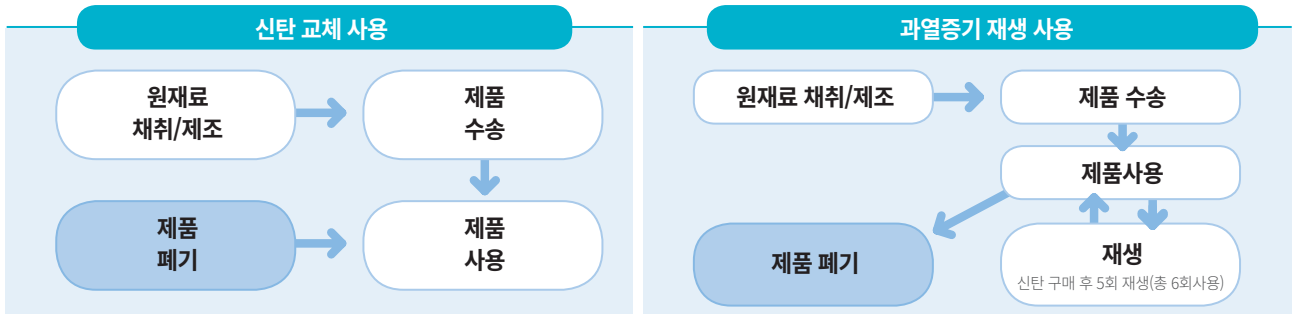 신탄 교체 사용
원재료
채취/제조
제품
수송
제품
폐기
제품
사용
과열증기 재생 사용
원재료 채취/제조
제품 수송
제품사용
제품 폐기
재생
신탄 구매 후 5회 재생(총 6회사용)